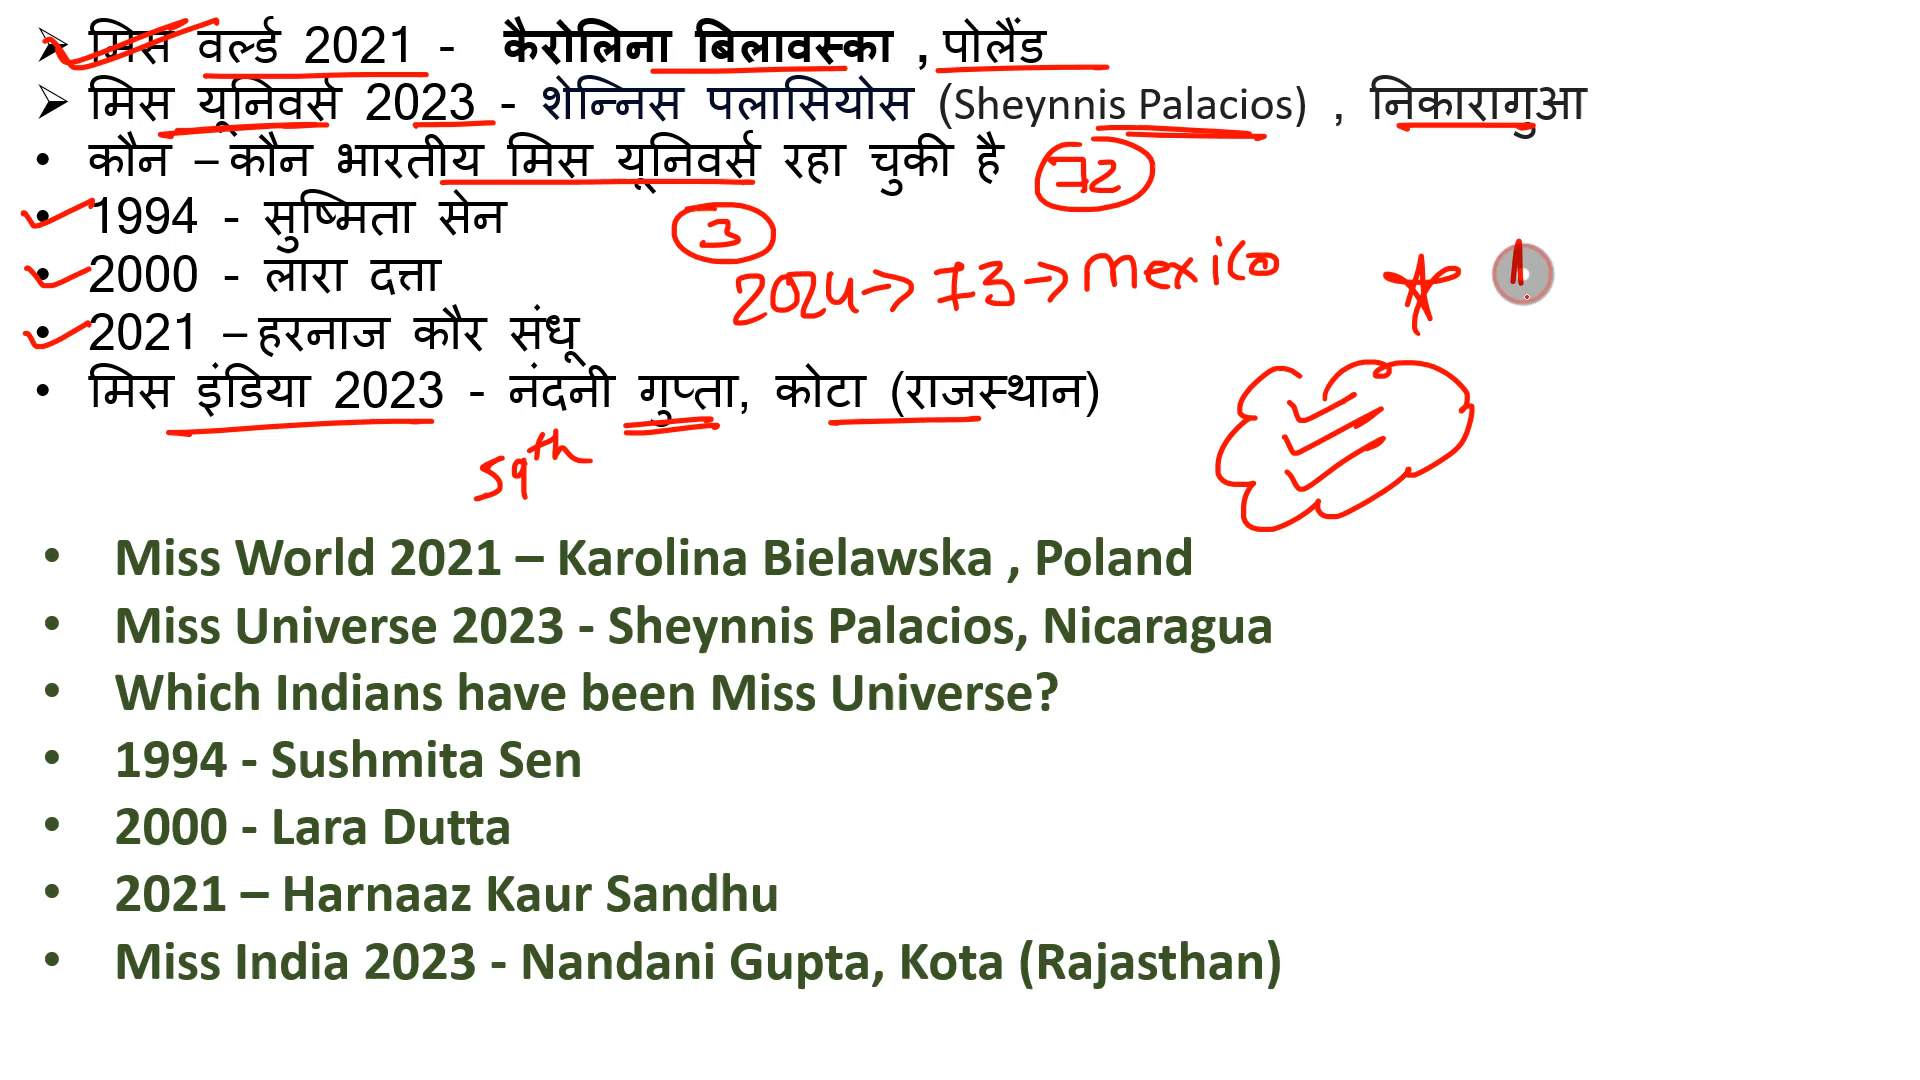 ➤ मिस वर्ल्ड 2021 - कैरोलिना बिलावस्का , पोलैंड
➤ मिस यूनिवर्स 2023 - शेन्निस पलासियोस (Sheynnis Palacios) , निकारागुआ
• कौन – कौन भारतीय मिस यूनिवर्स रहा चुकी है 72
• 1994 - सुष्मिता सेन 3
• 2000 - लारा दत्ता 2024 → 73 → mexico
• 2021 – हरनाज कौर संधू
• मिस इंडिया 2023 - नंदनी गुप्ता, कोटा (राजस्थान)
59th
• Miss World 2021 – Karolina Bielawska , Poland
• Miss Universe 2023 - Sheynnis Palacios, Nicaragua
• Which Indians have been Miss Universe?
• 1994 - Sushmita Sen
• 2000 - Lara Dutta
• 2021 – Harnaaz Kaur Sandhu
• Miss India 2023 - Nandani Gupta, Kota (Rajasthan)